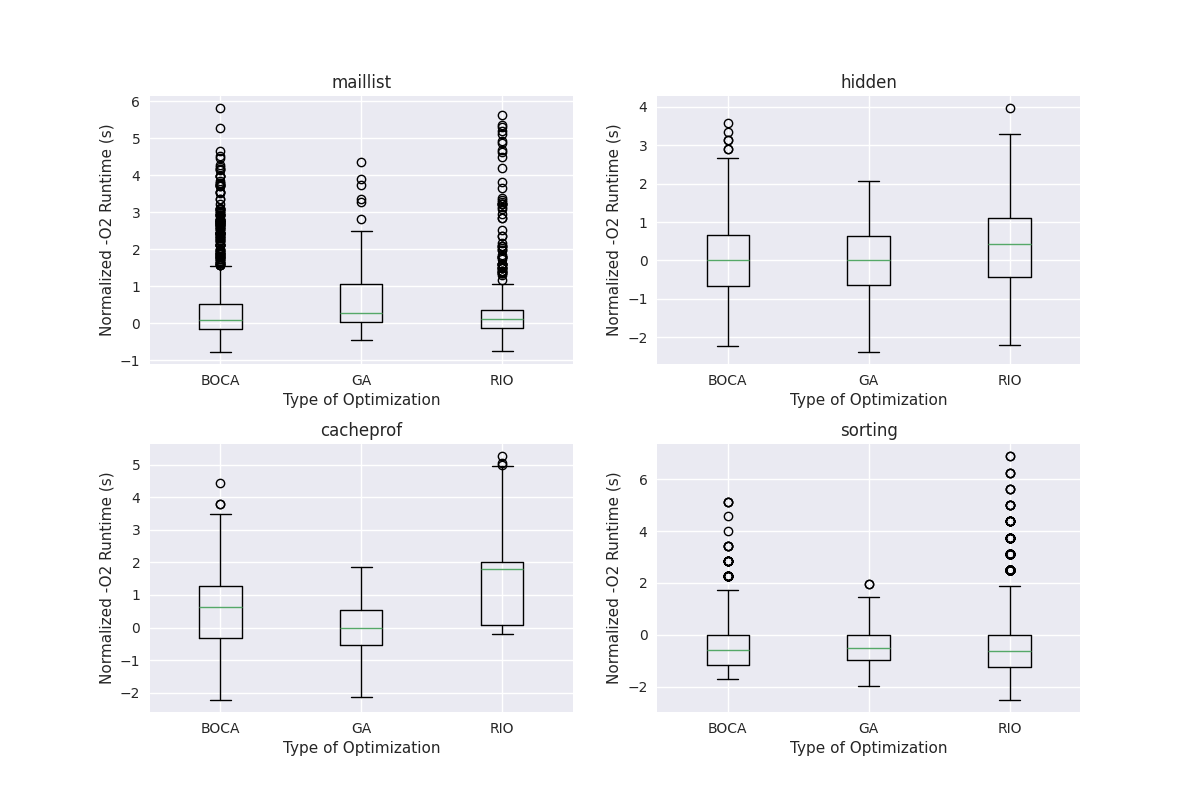 maillist
Normalized -O2 Runtime (s)
6
5
4
3
2
1
0
−1
BOCA GA RIO
Type of Optimization
hidden
Normalized -O2 Runtime (s)
4
3
2
1
0
−1
−2
BOCA GA RIO
Type of Optimization
cacheprof
Normalized -O2 Runtime (s)
5
4
3
2
1
0
−1
−2
BOCA GA RIO
Type of Optimization
sorting
Normalized -O2 Runtime (s)
6
4
2
0
−2
BOCA GA RIO
Type of Optimization